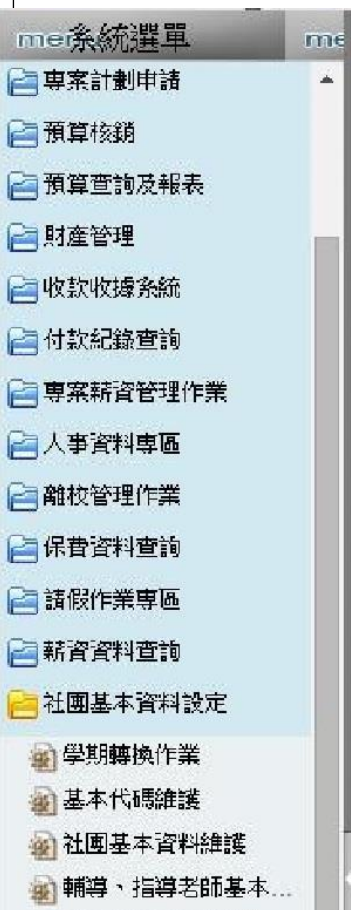 系統選單
專案計劃申請
預算核銷
預算查詢及報表
財產管理
收款收據系統
付款紀錄查詢
專案薪資管理作業
人事資料專區
離校管理作業
保費資料查詢
請假作業專區
薪資資料查詢
社團基本資料設定
學期轉換作業
基本代碼維護
社團基本資料維護
輔導、指導老師基本...